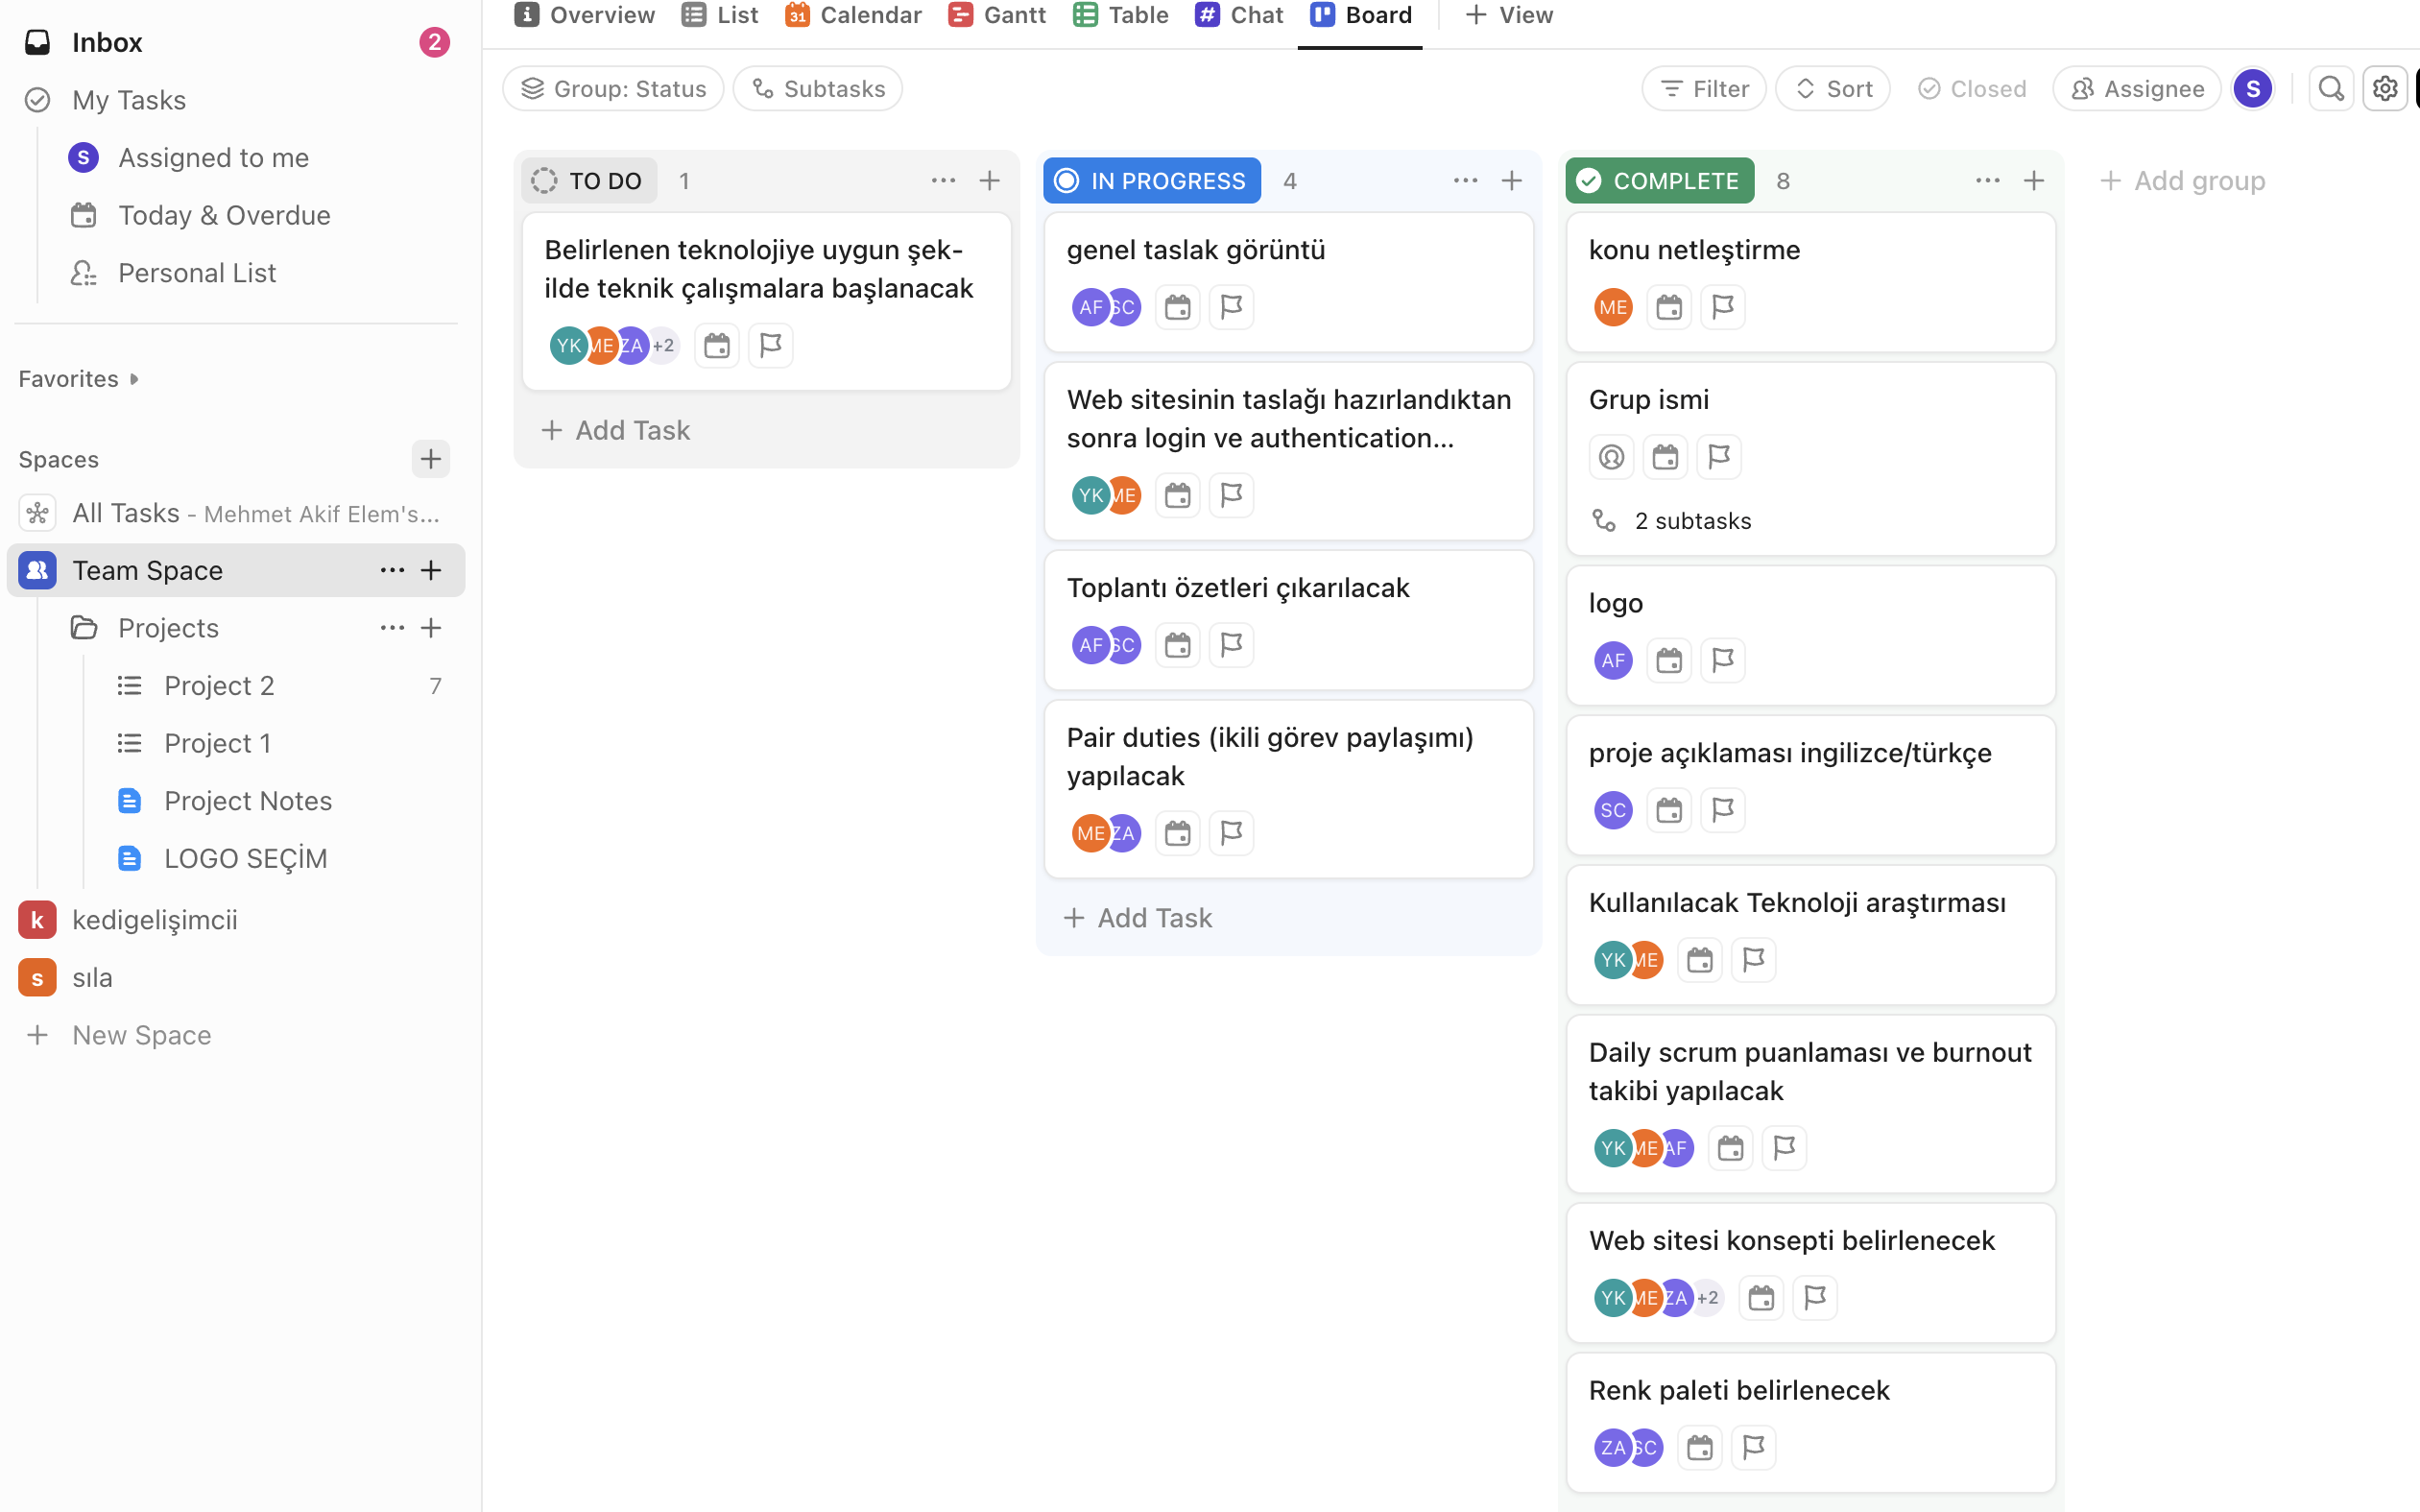 Inbox
2
My Tasks
S
Assigned to me
Today & Overdue
Personal List
Favorites
Spaces
All Tasks - Mehmet Akif Elem's...
Team Space
Projects
Project 2
7
Project 1
Project Notes
LOGO SEÇİM
k
kedigelişimcii
s
sıla
New Space
Overview
List
31
Calendar
Gantt
Table
#
Chat
Board
View
Group: Status
Subtasks
Filter
Sort
Closed
Assignee
S
TO DO
1
Belirlenen teknolojiye uygun şek-
ilde teknik çalışmalara başlanacak
YK ME ZA +2
Add Task
IN PROGRESS
4
genel taslak görüntü
AF SC
Web sitesinin taslağı hazırlandıktan
sonra login ve authentication...
YK ME
Toplantı özetleri çıkarılacak
AF SC
Pair duties (ikili görev paylaşımı)
yapılacak
ME ZA
Add Task
COMPLETE
8
konu netleştirme
ME
Grup ismi
2 subtasks
logo
AF
proje açıklaması ingilizce/türkçe
SC
Kullanılacak Teknoloji araştırması
YK ME
Daily scrum puanlaması ve burnout
takibi yapılacak
YK ME AF
Web sitesi konsepti belirlenecek
YK ME ZA +2
Renk paleti belirlenecek
ZA SC
Add group